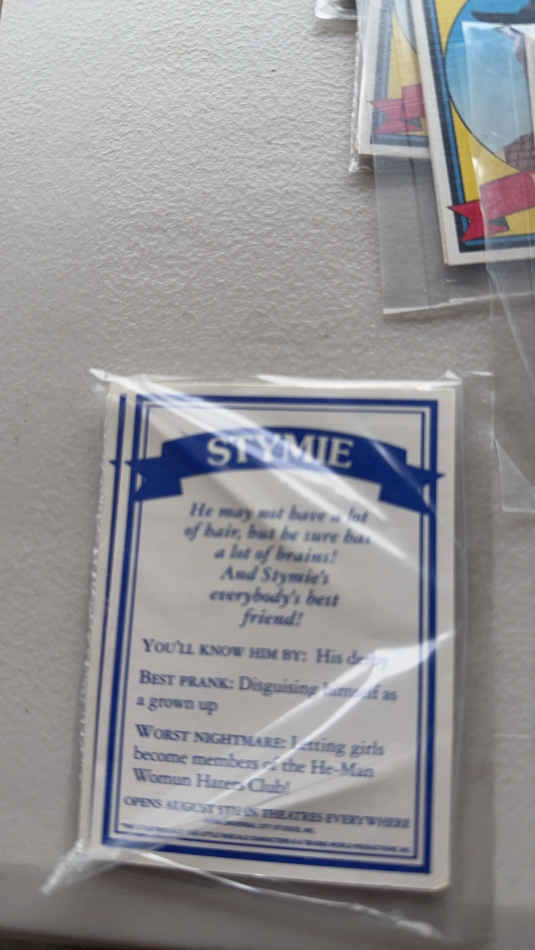 STYMIE
He may not have a lot
of hair, but he sure has
a lot of brains!
And Stymie's
everybody's best
friend!
YOU'LL KNOW HIM BY: His derby
BEST PRANK: Disguising himself as
a grown up
WORST NIGHTMARE: Letting girls
become members of the He-Man
Woman Haters Club!
OPENS AUGUST 5TH IN THEATRES EVERYWHERE